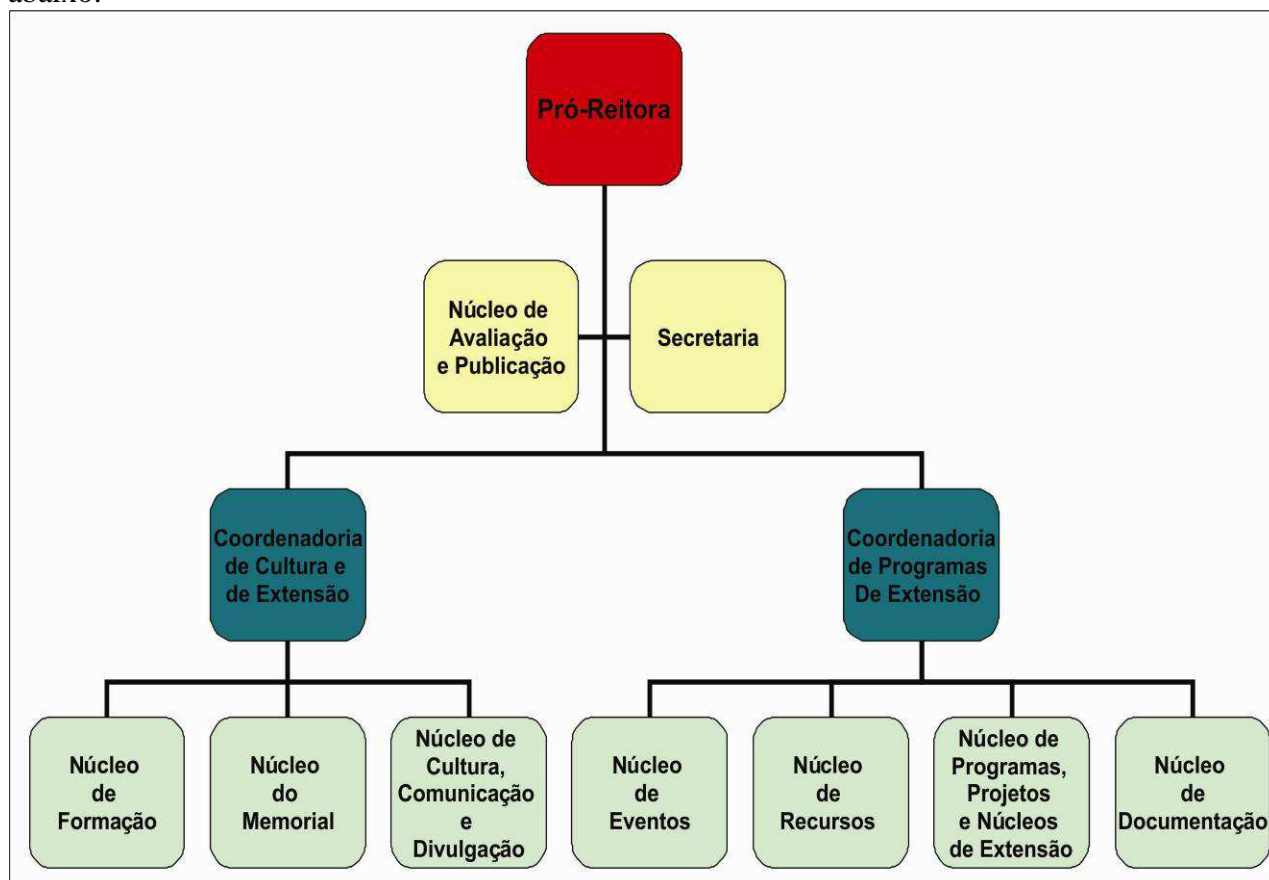 abaixo:
Pró-Reitora
Núcleo de
Avaliação
e Publicação
Secretaria
Coordenadoria
de Cultura e
de Extensão
Coordenadoria
de Programas
De Extensão
Núcleo
de
Formação
Núcleo
do
Memorial
Núcleo de
Cultura,
Comunicação
e
Divulgação
Núcleo
de
Eventos
Núcleo
de
Recursos
Núcleo de
Programas,
Projetos
e Núcleos
de Extensão
Núcleo
de
Documentação